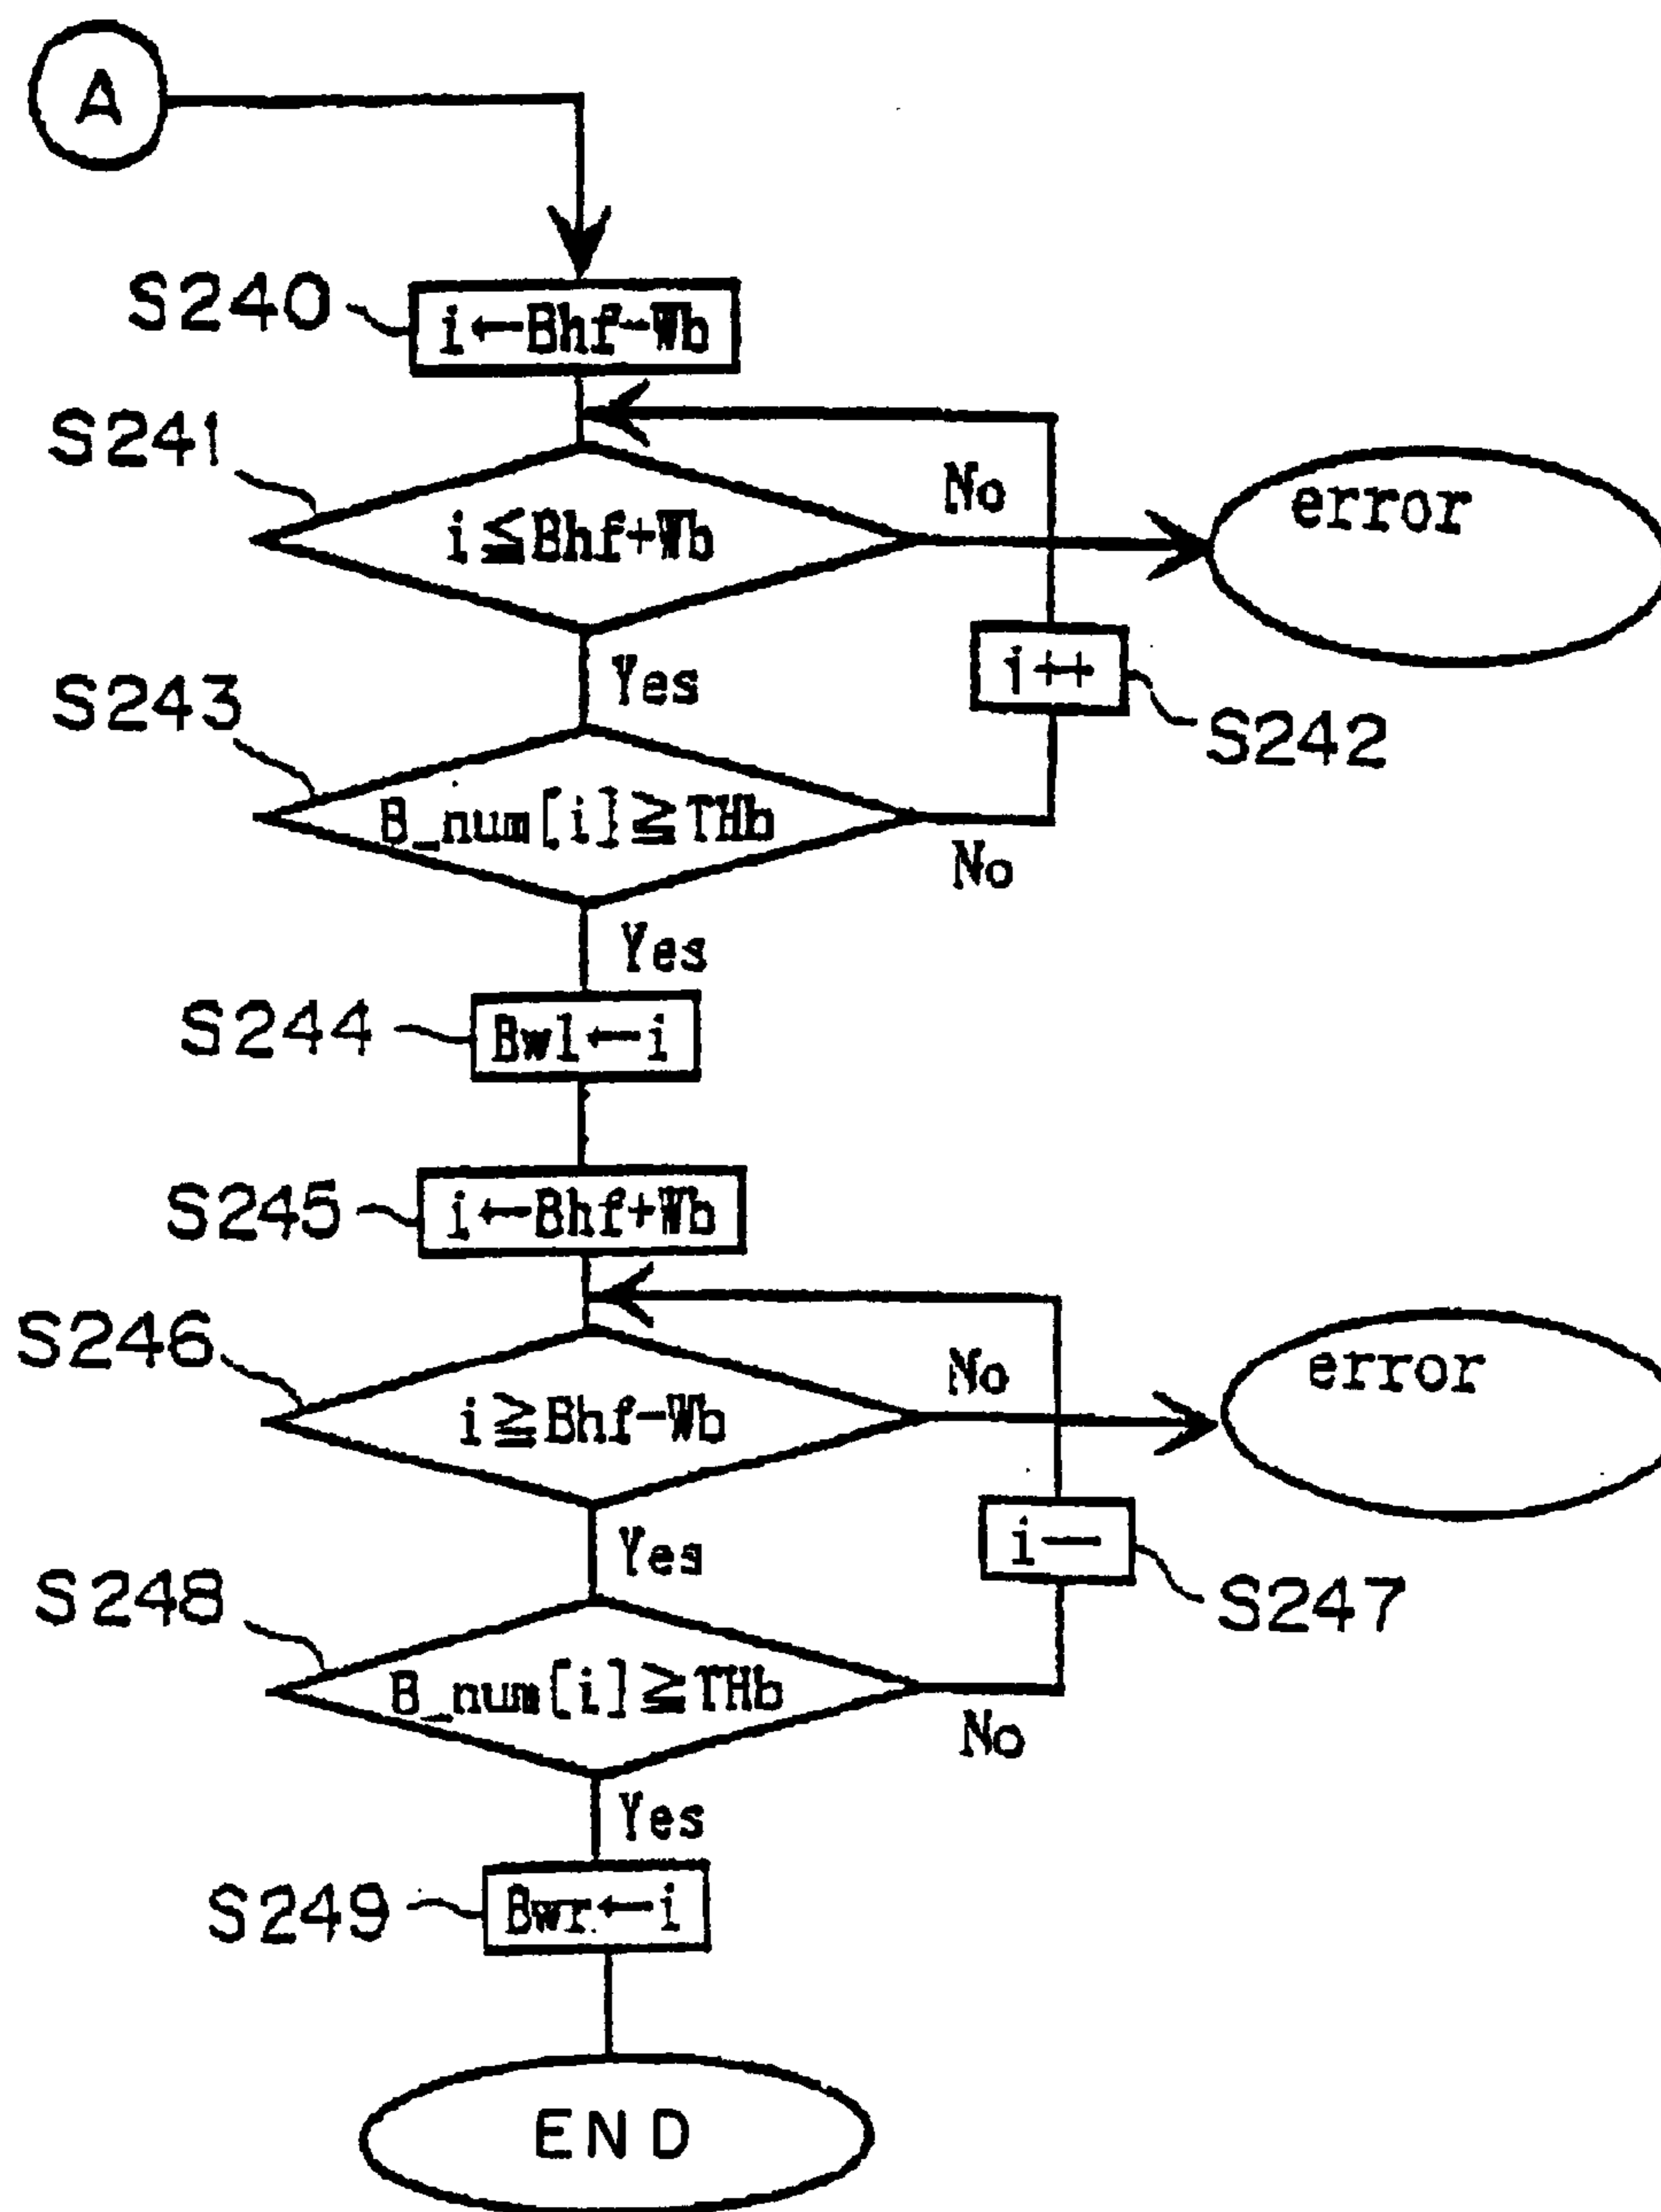 A
S240
i←Bhf-Wb
S241
i≦Bhf+Wb
No
error
Yes
i++
S242
S243
B_num[i]≧THb
No
Yes
S244
Bwl←i
S245
i←Bhf+Wb
S246
i≧Bhf-Wb
No
error
Yes
i--
S247
S248
B_num[i]≧THb
No
Yes
S249
Bwr←i
END